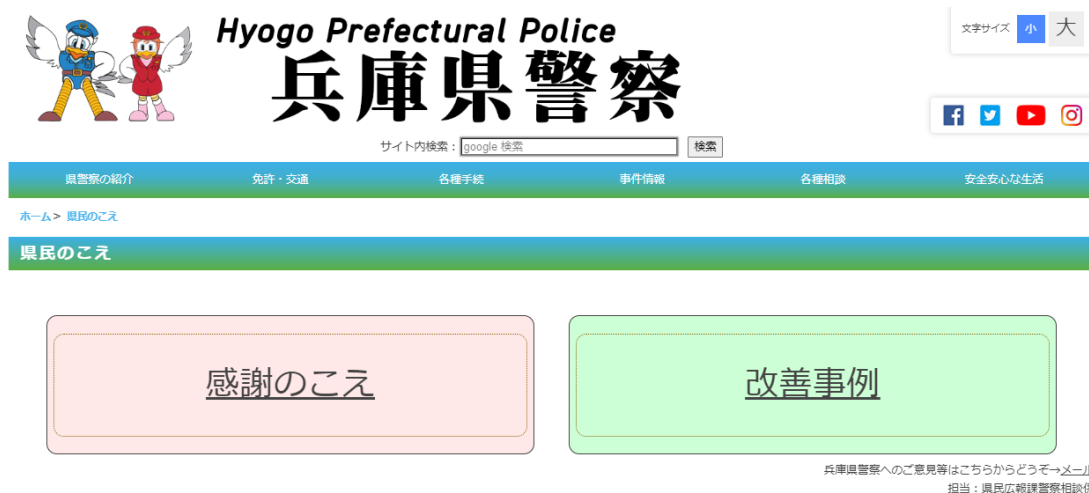 Hyogo Prefectural Police
兵庫県警察
文字サイズ 小 大
サイト内検索：google 検索 検索
県警察の紹介 免許・交通 各種手続 事件情報 各種相談 安全安心な生活
ホーム> 県民のこえ
県民のこえ
感謝のこえ 改善事例
兵庫県警察へのご意見等はこちらからどうぞ→メール
担当：県民広報課警察相談係